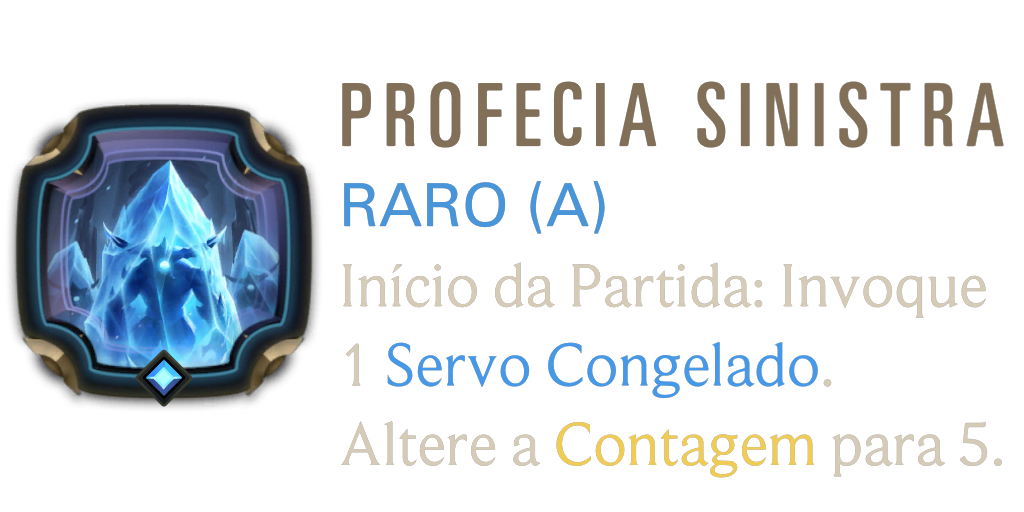 PROFECIA SINISTRA
RARO (A)
Início da Partida: Invoque
1 Servo Congelado.
Altere a Contagem para 5.